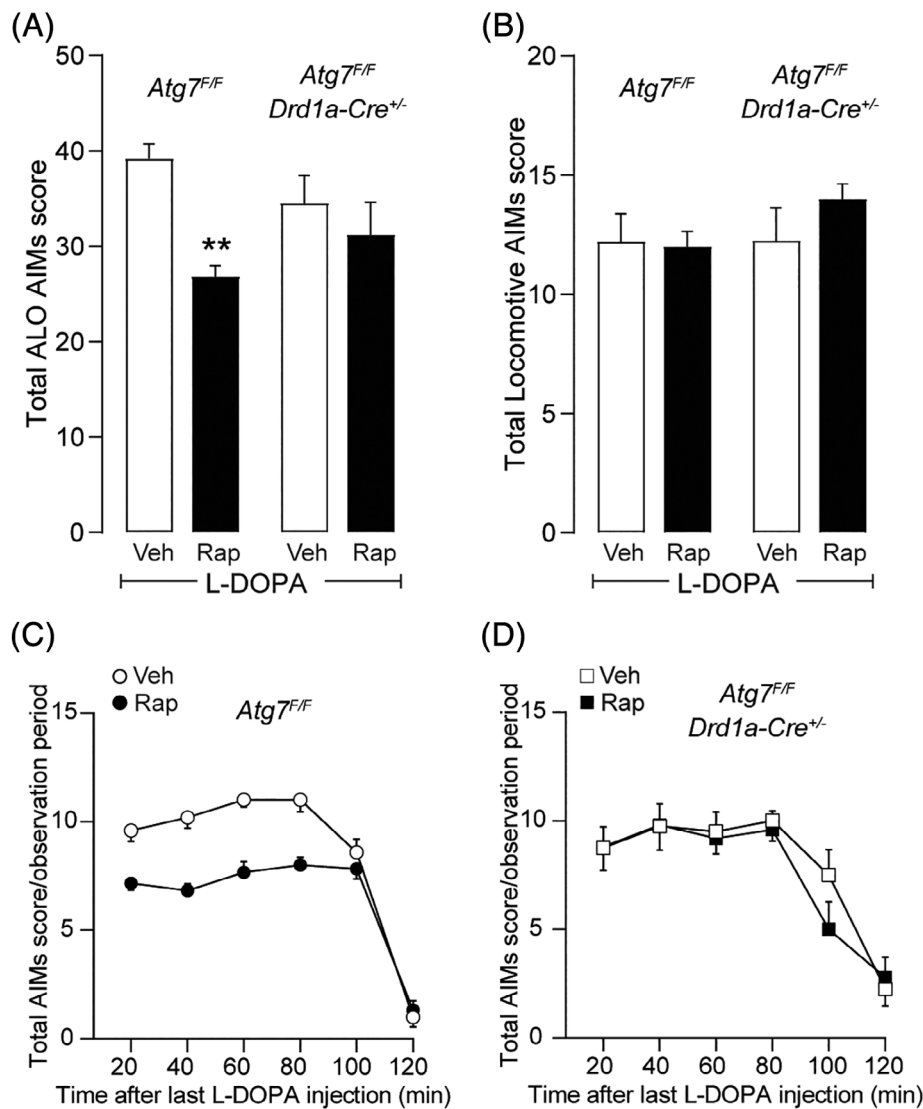 (A)
50
40
30
20
10
0
Total ALO AIMs score
Atg7F/F
Atg7F/F
Drd1a-Cre+/-
**
Veh Rap Veh Rap
L-DOPA
(B)
20
15
10
5
0
Total Locomotive AIMs score
Atg7F/F
Atg7F/F
Drd1a-Cre+/-
Veh Rap Veh Rap
L-DOPA
(C)
Veh
Rap
Atg7F/F
15
10
5
0
Total AIMs score/observation period
20 40 60 80 100 120
Time after last L-DOPA injection (min)
(D)
Veh
Rap
Atg7F/F
Drd1a-Cre+/-
15
10
5
0
Total AIMs score/observation period
20 40 60 80 100 120
Time after last L-DOPA injection (min)